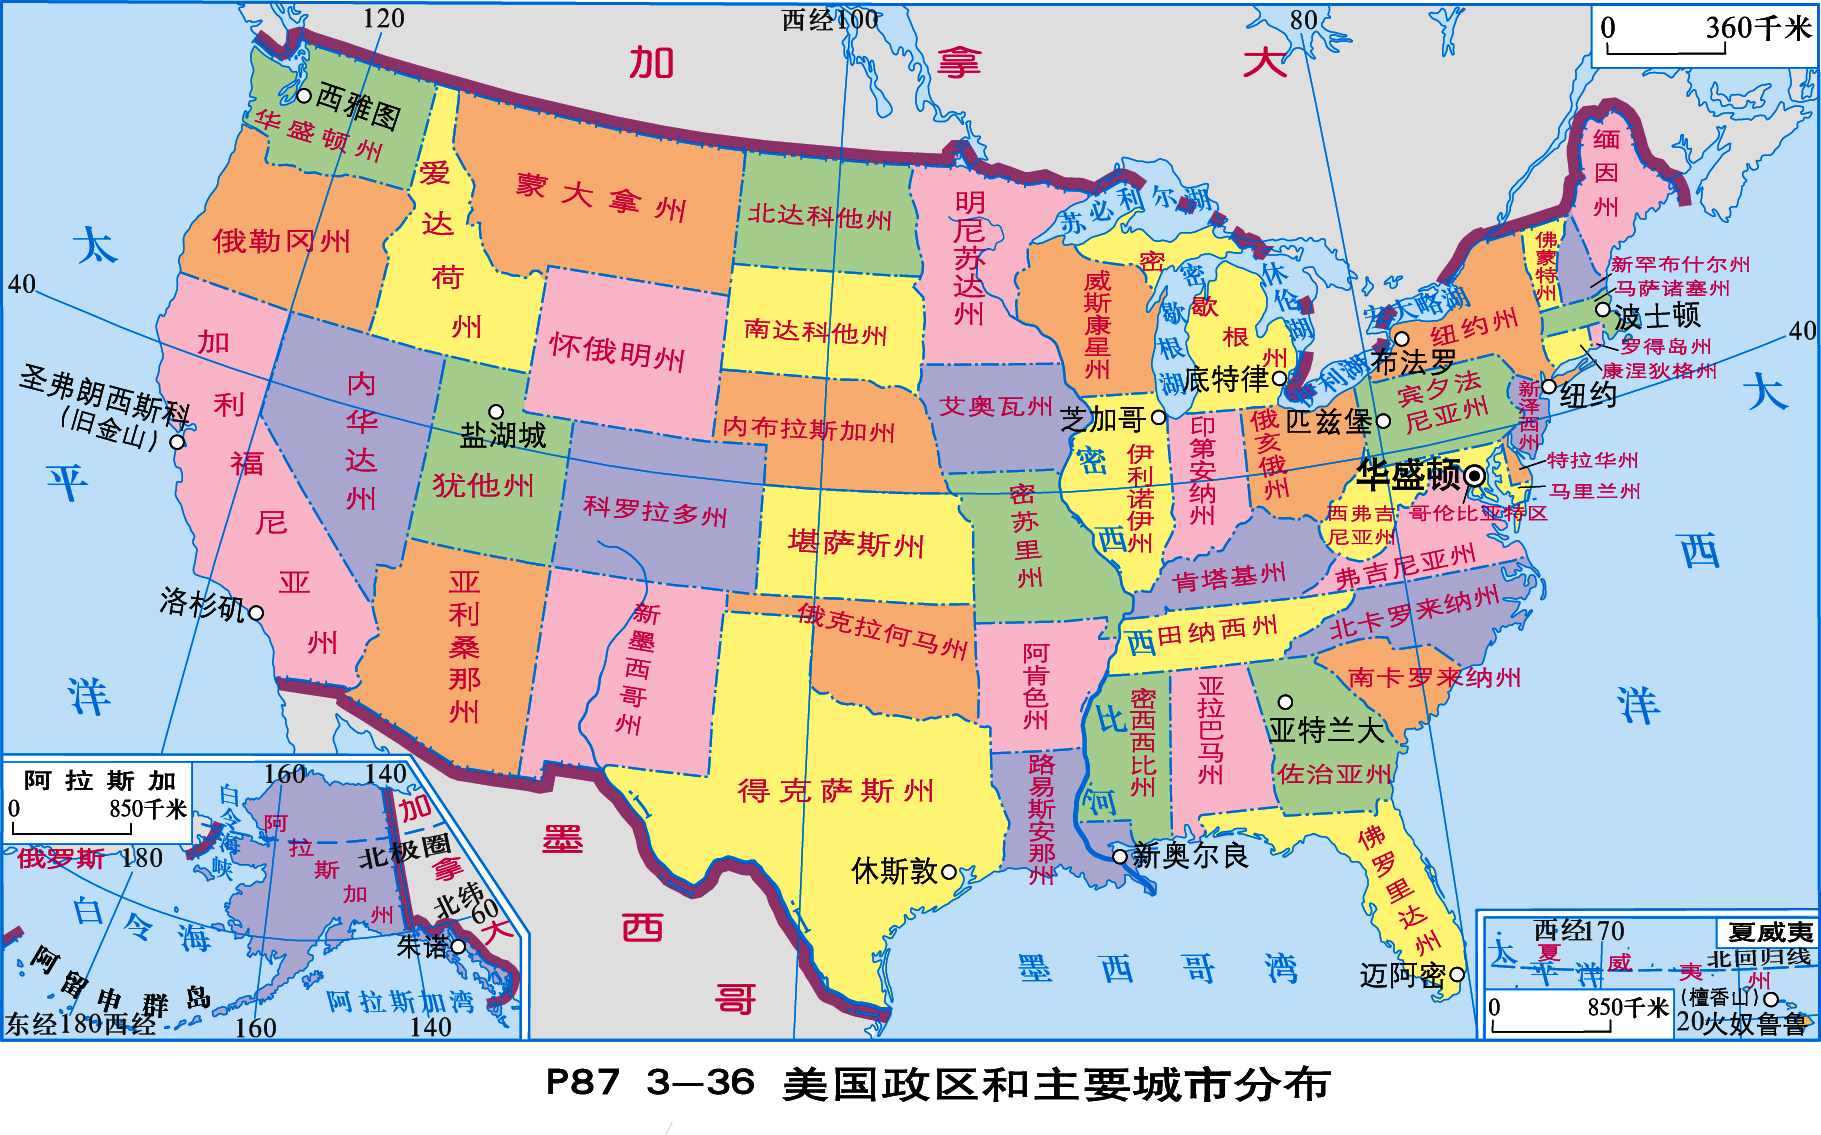 120
西经100
80
0 360千米
加拿大
西雅图
华盛顿州
爱达荷州
蒙大拿州
北达科他州
明尼苏达州
苏必利尔湖
缅因州
太平洋
俄勒冈州
40
威斯康星州
密歇根州
密歇根湖
休伦湖
安大略湖
佛蒙特州
新罕布什尔州
马萨诸塞州
波士顿
罗得岛州
康涅狄格州
40
纽约州
布法罗
伊利湖
底特律
怀俄明州
南达科他州
加利福尼亚州
圣弗朗西斯科
(旧金山)
内华达州
盐湖城
犹他州
内布拉斯加州
艾奥瓦州
芝加哥
伊利诺伊州
印第安纳州
俄亥俄州
匹兹堡
宾夕法
尼亚州
新泽西州
纽约
大西洋
华盛顿
特拉华州
马里兰州
哥伦比亚特区
西弗吉
尼亚州
弗吉尼亚州
科罗拉多州
堪萨斯州
密苏里州
密西西比河
肯塔基州
北卡罗来纳州
田纳西州
南卡罗来纳州
洛杉矶
亚利桑那州
新墨西哥州
俄克拉何马州
阿肯色州
密西西比州
亚拉巴马州
亚特兰大
佐治亚州
得克萨斯州
路易斯安那州
新奥尔良
休斯敦
佛罗里达州
迈阿密
墨西哥
墨西哥湾
阿拉斯加
0 850千米
160
140
白令海峡
俄罗斯
180
阿拉斯加州
加拿大
北极圈
北纬
60
朱诺
白令海
阿留申群岛
阿拉斯加湾
东经180西经
160
140
西经170
夏威夷
太平洋
夏威夷州
北回归线
(檀香山)
20火奴鲁鲁
0 850千米
P87 3—36 美国政区和主要城市分布